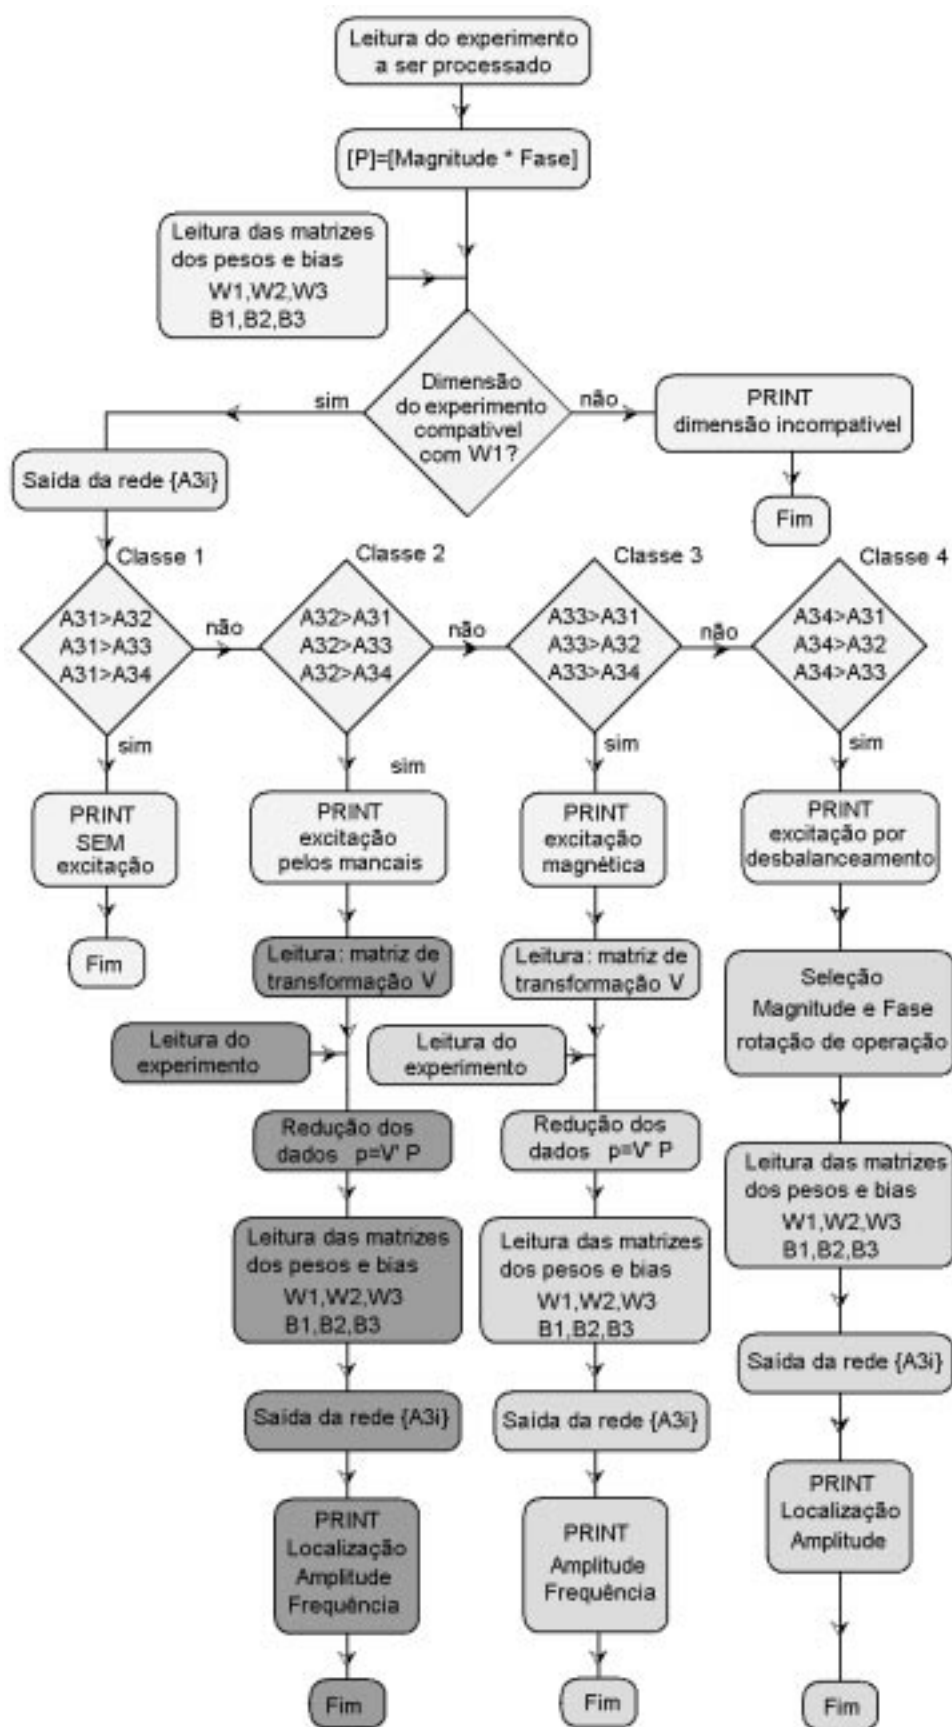 Leitura do experimento
a ser processado
[P]=[Magnitude * Fase]
Leitura das matrizes
dos pesos e bias
W1,W2,W3
B1,B2,B3
Dimensão
do experimento
compatível
com W1?
sim
não
PRINT
dimensão incompatível
Fim
Saída da rede {A3i}
Classe 1
A31>A32
A31>A33
A31>A34
não
sim
Classe 2
A32>A31
A32>A33
A32>A34
não
sim
Classe 3
A33>A31
A33>A32
A33>A34
não
sim
Classe 4
A34>A31
A34>A32
A34>A33
sim
PRINT
SEM
excitação
Fim
PRINT
excitação
pelos mancais
Leitura: matriz de
transformação V
Leitura do
experimento
Redução dos
dados p=V' P
Leitura das matrizes
dos pesos e bias
W1,W2,W3
B1,B2,B3
Saída da rede {A3i}
PRINT
Localização
Amplitude
Frequência
Fim
PRINT
excitação
magnética
Leitura: matriz de
transformação V
Leitura do
experimento
Redução dos
dados p=V' P
Leitura das matrizes
dos pesos e bias
W1,W2,W3
B1,B2,B3
Saída da rede {A3i}
PRINT
Amplitude
Frequência
Fim
PRINT
excitação por
desbalanceamento
Seleção
Magnitude e Fase
rotação de operação
Leitura das matrizes
dos pesos e bias
W1,W2,W3
B1,B2,B3
Saída da rede {A3i}
PRINT
Localização
Amplitude
Fim